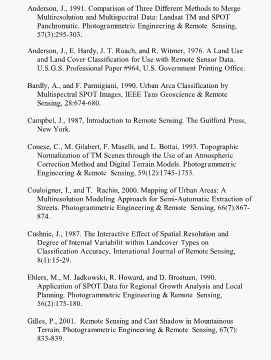 Anderson, J., 1991. Comparison of Three Different Methods to Merge
Multiresolution and Multispectral Data: Landsat TM and SPOT
Panchromatic. Photogrammetric Engineering & Remote Sensing,
57(3):295-303.
Anderson, J., E. Hardy, J. T. Roach, and R. Witmer, 1976. A Land Use
and Land Cover Classification for Use with Remote Sensor Data.
U.S.G.S. Professional Paper #964, U.S. Government Printing Office.
Bardly, A., and F. Parmigiani, 1990. Urban Area Classification by
Multispectral SPOT Images, IEEE Tans Geoscience & Remote
Sensing, 28:674-680.
Campbel, J., 1987, Introduction to Remote Sensing. The Guilford Press,
New York.
Conese, C., M. Gilabert, F. Maselli, and L. Bottai, 1993. Topographic
Normalization of TM Scenes through the Use of an Atmospheric
Correction Method and Digital Terrain Models. Photogrammetric
Engineering & Remote Sensing, 59(12):1745-1753.
Couloigner, I., and T. Rachin, 2000. Mapping of Urban Areas: A
Multiresolution Modeling Approach for Semi-Automatic Extraction of
Streets. Photogrammetric Engineering & Remote Sensing, 66(7):867-
874.
Cushnie, J., 1987. The Interactive Effect of Spatial Resolution and
Degree of Internal Variabilit within Landcover Types on
Classification Accuracy, Intenational Journal of Remote Sensing,
8(1):15-29.
Ehlers, M., M. Jadkowski, R. Howard, and D. Brostuen, 1990.
Application of SPOT Data for Regional Growth Analysis and Local
Planning. Photogrammetric Engineering & Remote Sensing,
56(2):175-180.
Gilles, P., 2001. Remote Sensing and Cast Shadow in Mountainous
Terrain. Photogrammetric Engineering & Remote Sensing, 67(7):
833-839.